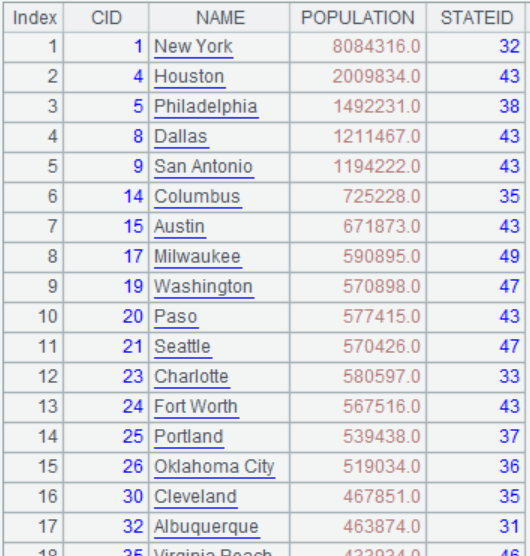 Index CID NAME POPULATION STATEID
1 1 New York 8084316.0 32
2 4 Houston 2009834.0 43
3 5 Philadelphia 1492231.0 38
4 8 Dallas 1211467.0 43
5 9 San Antonio 1194222.0 43
6 14 Columbus 725228.0 35
7 15 Austin 671873.0 43
8 17 Milwaukee 590895.0 49
9 19 Washington 570898.0 47
10 20 Paso 577415.0 43
11 21 Seattle 570426.0 47
12 23 Charlotte 580597.0 33
13 24 Fort Worth 567516.0 43
14 25 Portland 539438.0 37
15 26 Oklahoma City 519034.0 36
16 30 Cleveland 467851.0 35
17 32 Albuquerque 463874.0 31
18 35 Virginia Beach 433934.0 46